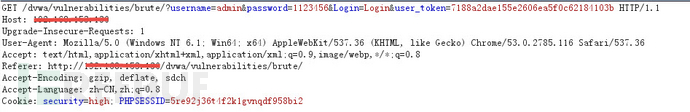 GET /dvwa/vulnerabilities/brute/?username=admin&password=1123456&Login=Login&user_token=7188a2dae155e2606ea5f0c62184103b HTTP/1.1
Host:
Upgrade-Insecure-Requests: 1
User-Agent: Mozilla/5.0 (Windows NT 6.1; Win64; x64) AppleWebKit/537.36 (KHTML, like Gecko) Chrome/53.0.2785.116 Safari/537.36
Accept: text/html,application/xhtml+xml,application/xml;q=0.9,image/webp,*/*;q=0.8
Referer: http:// /dvwa/vulnerabilities/brute/
Accept-Encoding: gzip, deflate, sdch
Accept-Language: zh-CN,zh;q=0.8
Cookie: security=high; PHPSESSID=5re92j36t4f2k1gvnqdf958bi2